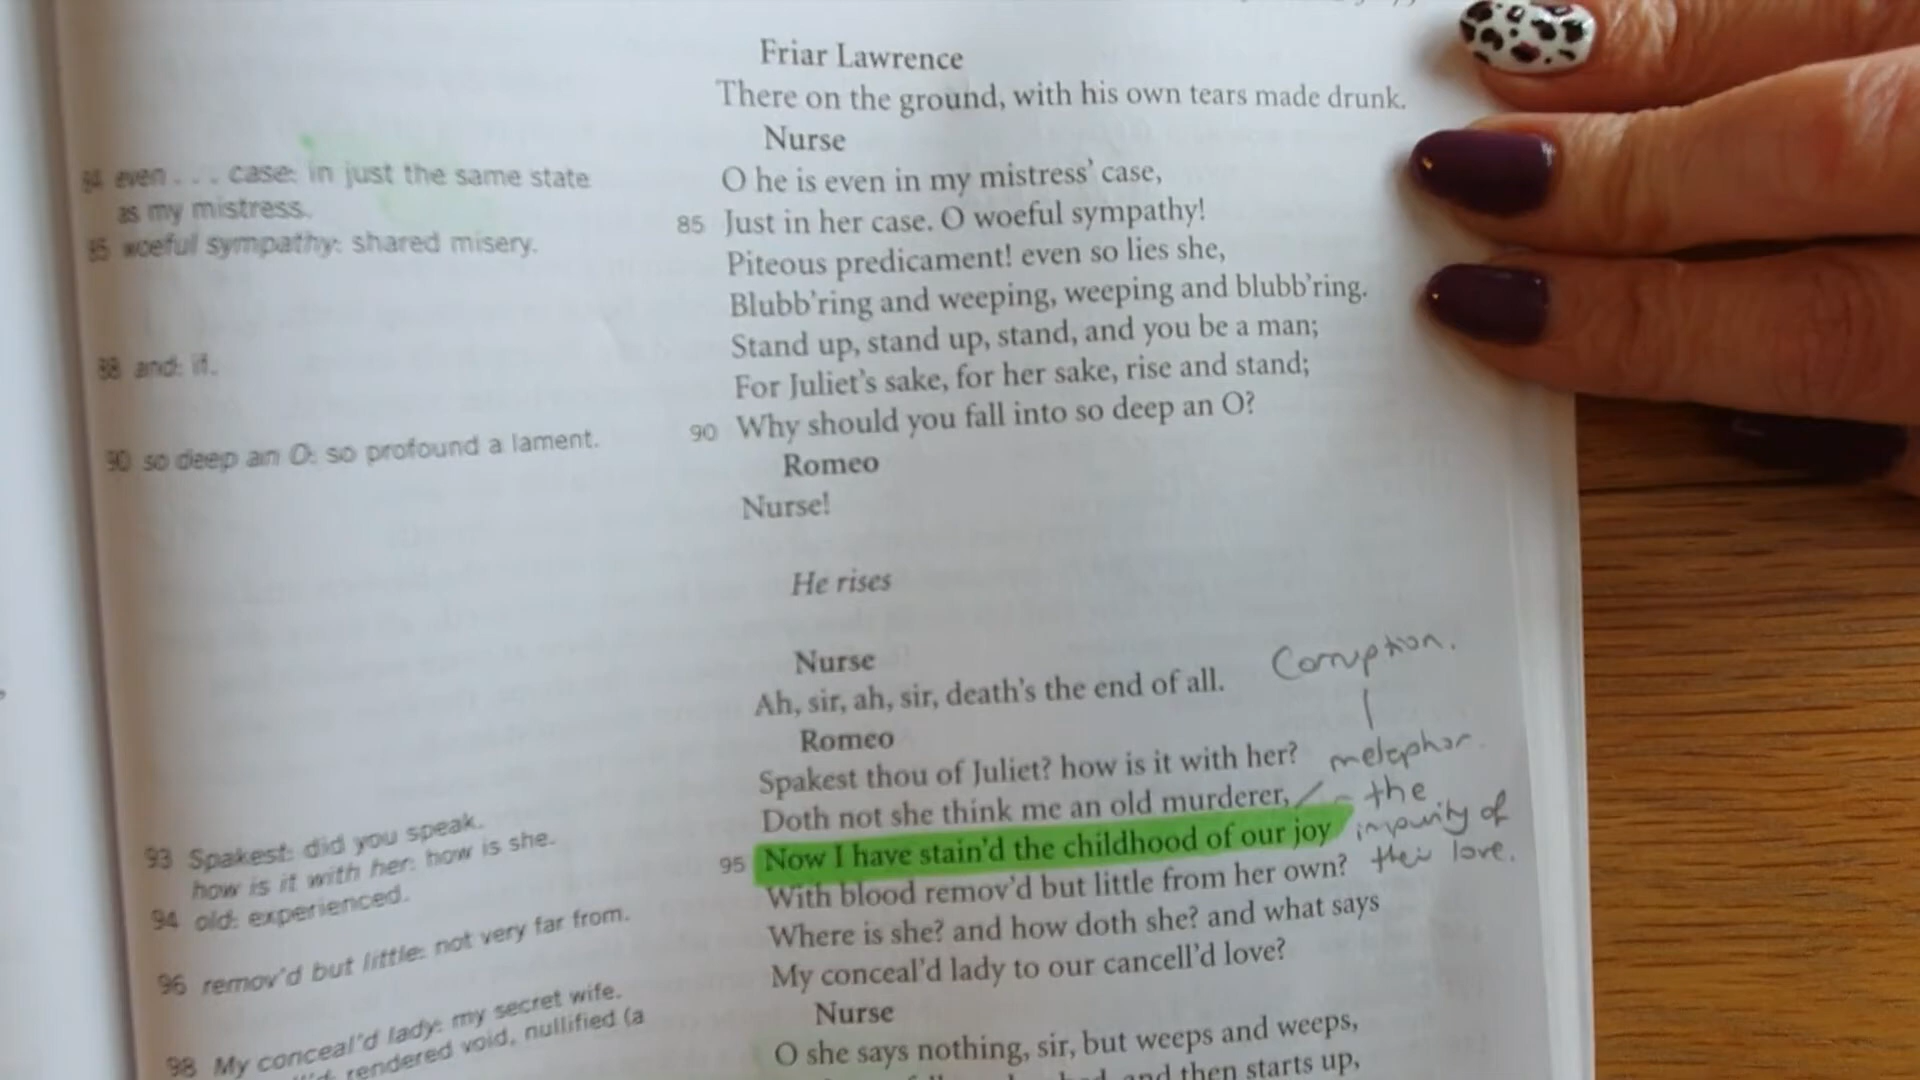 Friar Lawrence
There on the ground, with his own tears made drunk.
Nurse
O he is even in my mistress' case,
85 Just in her case. O woeful sympathy!
Piteous predicament! even so lies she,
Blubb'ring and weeping, weeping and blubb'ring.
Stand up, stand up, stand, and you be a man;
For Juliet's sake, for her sake, rise and stand;
90 Why should you fall into so deep an O?
Romeo
Nurse!
He rises
Nurse
Ah, sir, ah, sir, death's the end of all.
Romeo
Spakest thou of Juliet? how is it with her?
Doth not she think me an old murderer,
95 Now I have stain'd the childhood of our joy
With blood remov'd but little from her own?
Where is she? and how doth she? and what says
My conceal'd lady to our cancell'd love?
Nurse
O she says nothing, sir, but weeps and weeps,
and then starts up,
84 even . . . case: in just the same state
as my mistress.
85 woeful sympathy: shared misery.
88 and: if.
90 so deep an O: so profound a lament.
93 Spakest: did you speak.
how is it with her: how is she.
94 old: experienced.
96 remov'd but little: not very far from.
98 My conceal'd lady: my secret wife.
rendered void, nullified (a
Corruption.
metaphor.
- the
impurity of
their love.